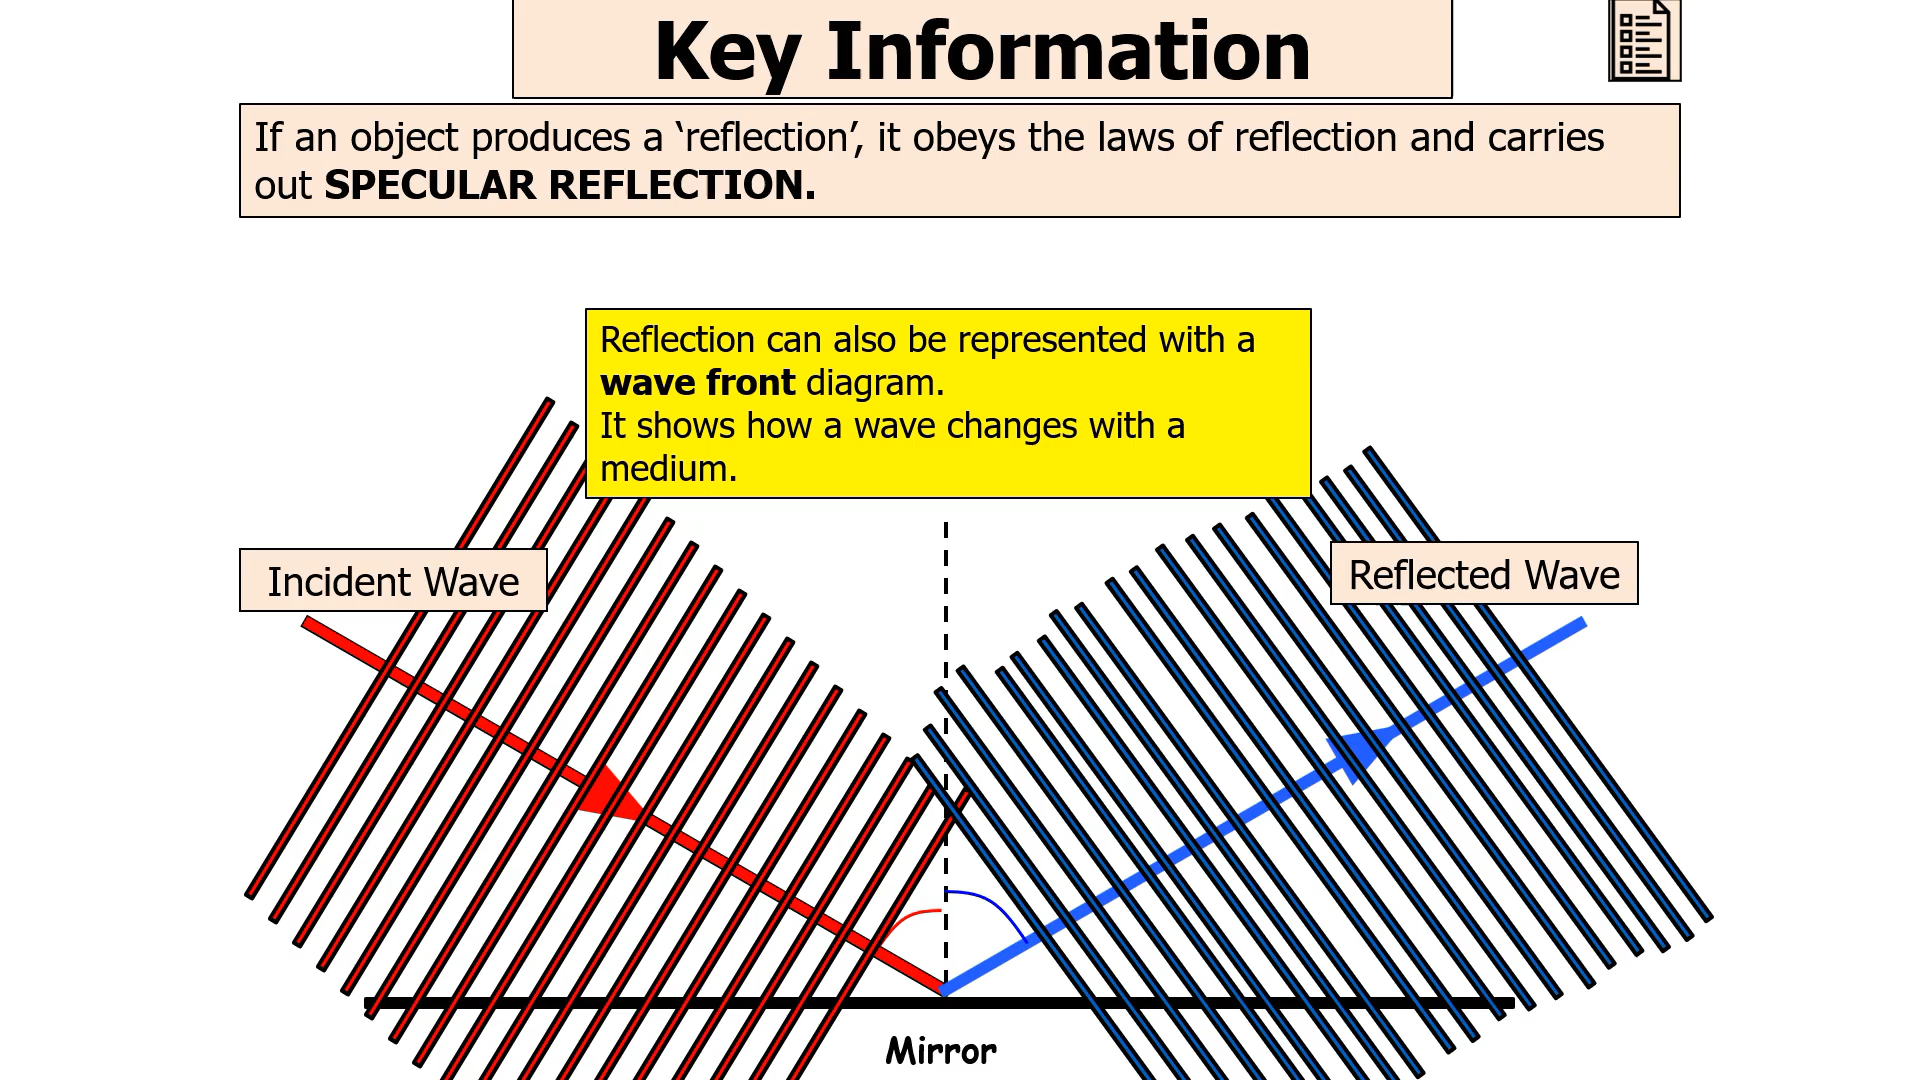 Key Information
If an object produces a ‘reflection’, it obeys the laws of reflection and carries
out SPECULAR REFLECTION.
Reflection can also be represented with a
wave front diagram.
It shows how a wave changes with a
medium.
Incident Wave
Reflected Wave
Mirror